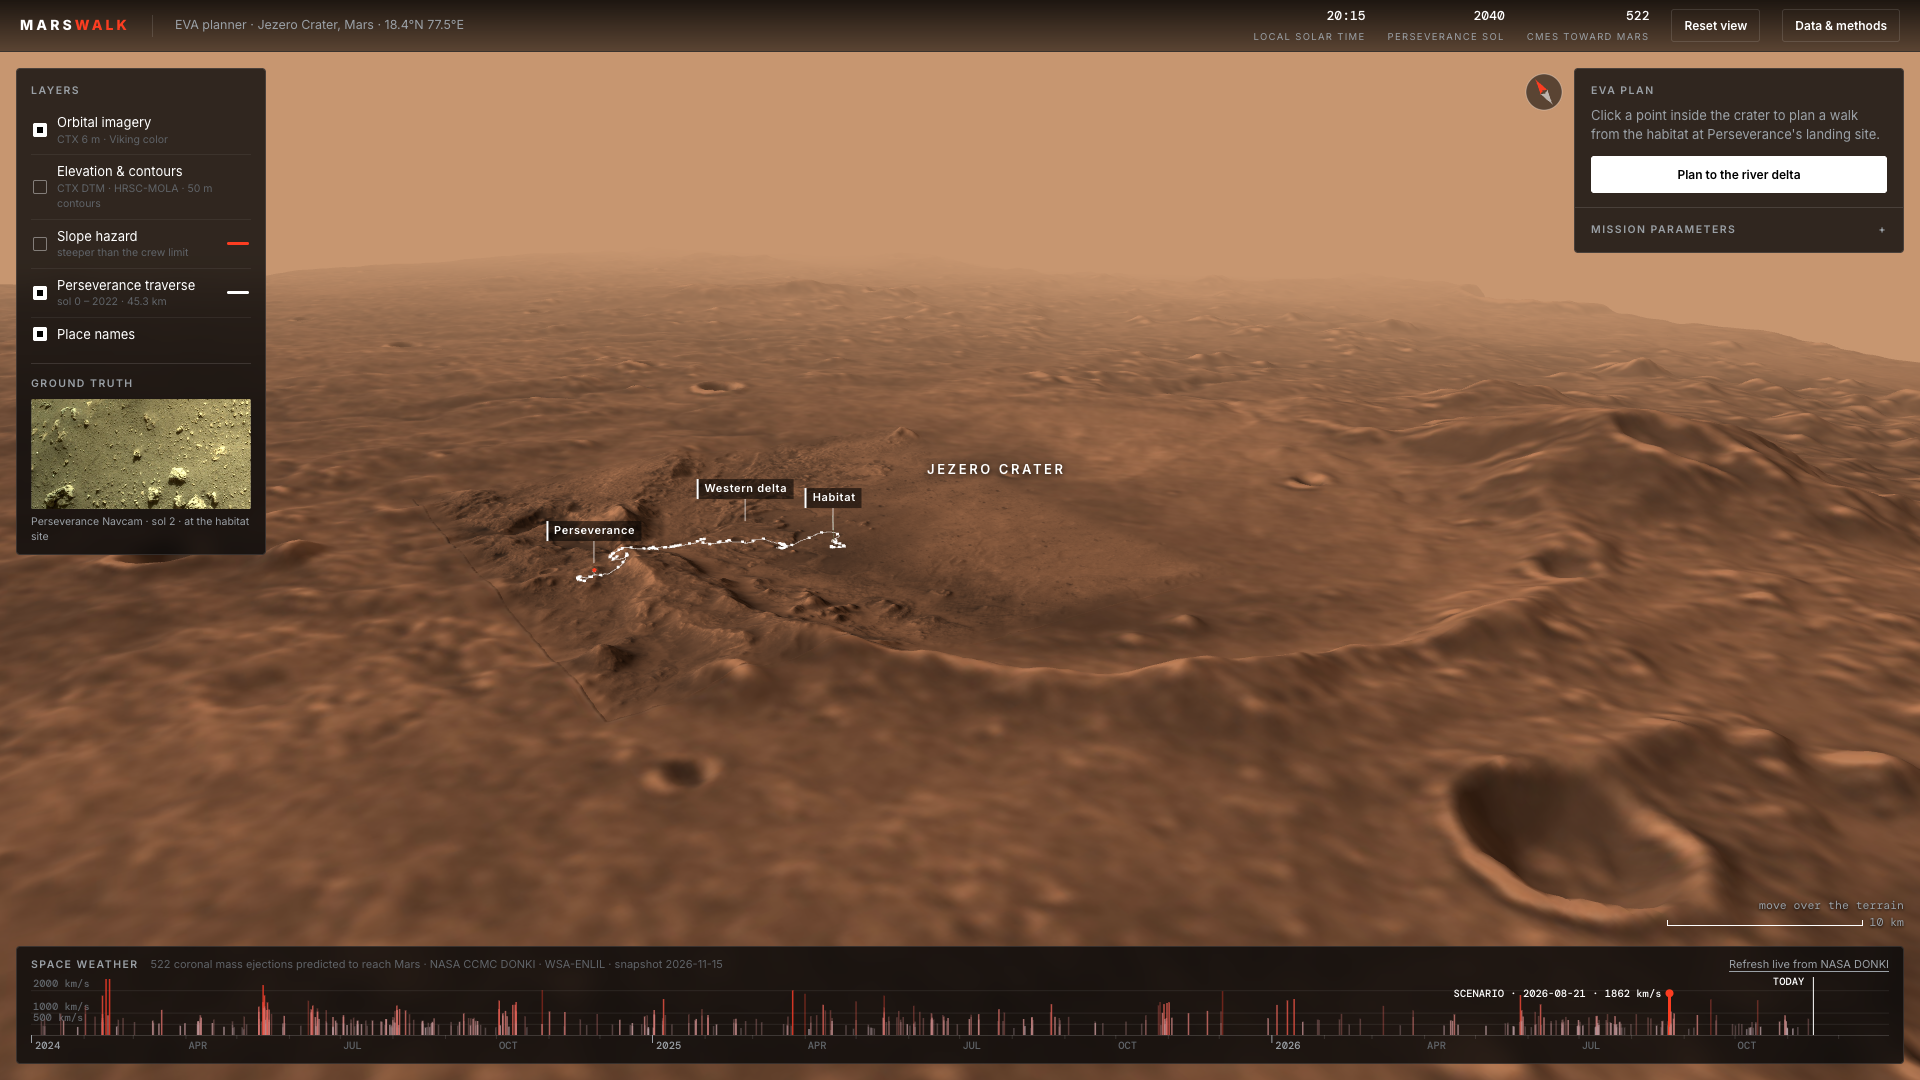 MARSWALK
EVA planner · Jezero Crater, Mars · 18.4°N 77.5°E
20:15
LOCAL SOLAR TIME
2040
PERSEVERANCE SOL
522
CMES TOWARD MARS
Reset view
Data & methods
LAYERS
Orbital imagery
CTX 6 m · Viking color
Elevation & contours
CTX DTM · HRSC-MOLA · 50 m
contours
Slope hazard
steeper than the crew limit
Perseverance traverse
sol 0 – 2022 · 45.3 km
Place names
GROUND TRUTH
Perseverance Navcam · sol 2 · at the habitat
site
EVA PLAN
Click a point inside the crater to plan a walk
from the habitat at Perseverance's landing site.
Plan to the river delta
MISSION PARAMETERS +
JEZERO CRATER
Western delta
Habitat
Perseverance
move over the terrain
10 km
SPACE WEATHER 522 coronal mass ejections predicted to reach Mars · NASA CCMC DONKI · WSA-ENLIL · snapshot 2026-11-15
Refresh live from NASA DONKI
TODAY
2000 km/s
SCENARIO · 2026-08-21 · 1862 km/s
1000 km/s
500 km/s
2024 APR JUL OCT 2025 APR JUL OCT 2026 APR JUL OCT